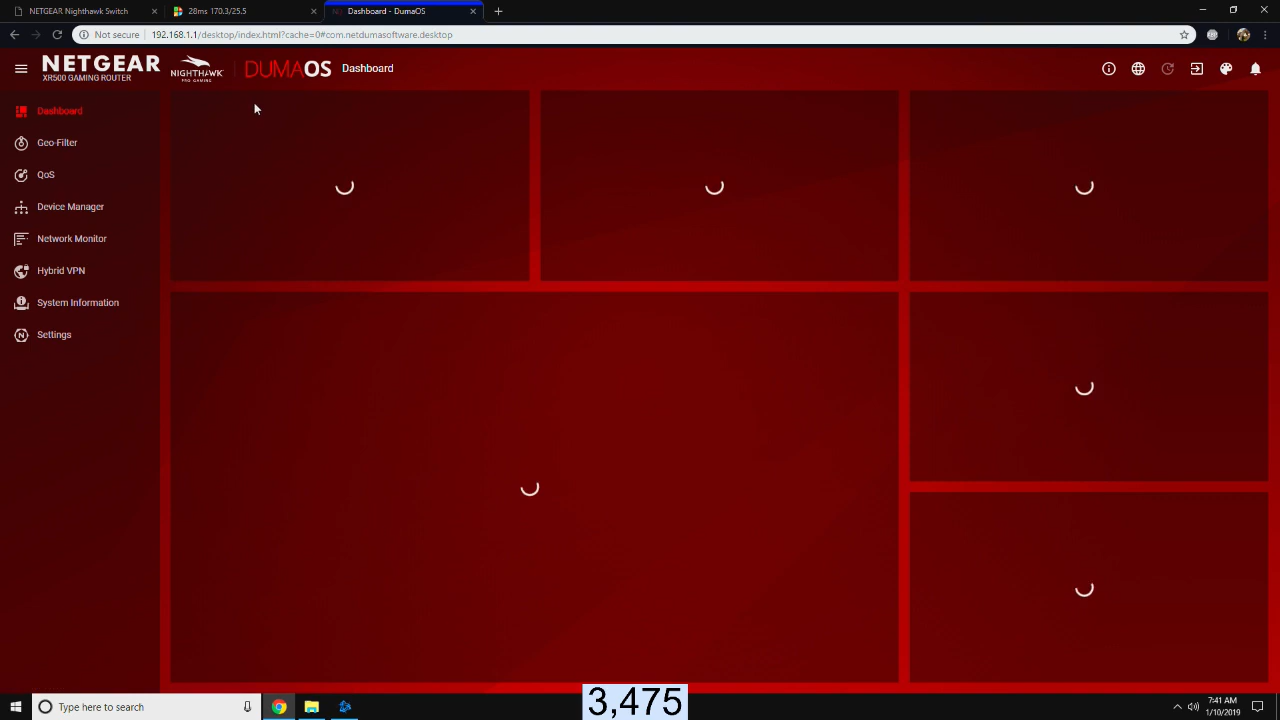 NETGEAR Nighthawk Switch
28ms 170.3/25.5
Dashboard - DumaOS
Not secure
192.168.1.1/desktop/index.html?cache=0#com.netdumasoftware.desktop
NETGEAR
XR500 GAMING ROUTER
NIGHTHAWK
PRO GAMING
DUMAOS
Dashboard
Dashboard
Geo-Filter
QoS
Device Manager
Network Monitor
Hybrid VPN
System Information
Settings
Type here to search
3,475
7:41 AM
1/10/2019